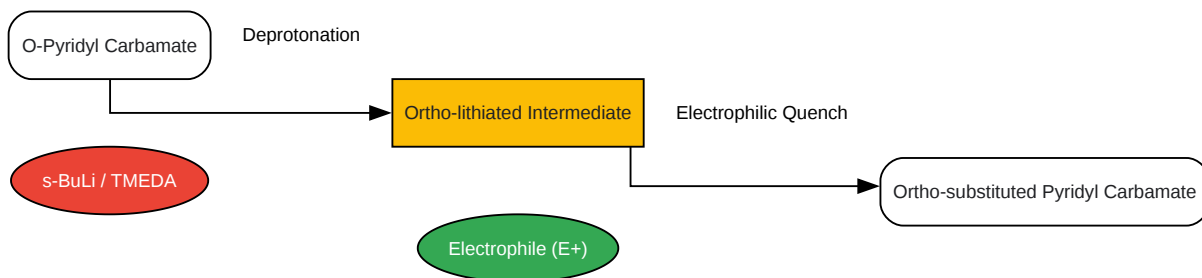 O-Pyridyl Carbamate
Deprotonation
s-BuLi / TMEDA
Ortho-lithiated Intermediate
Electrophilic Quench
Electrophile (E+)
Ortho-substituted Pyridyl Carbamate